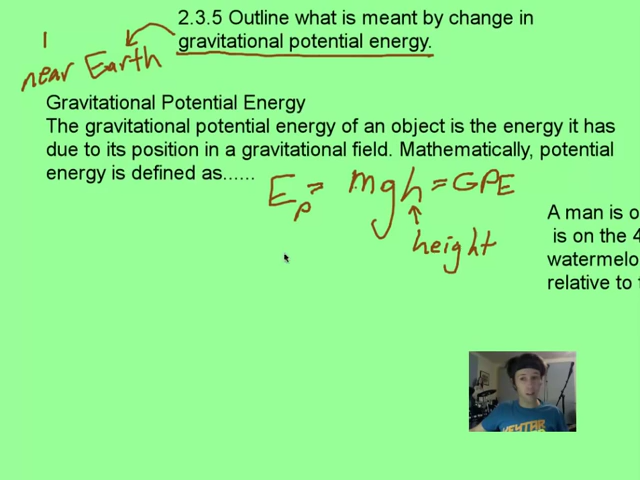 2.3.5 Outline what is meant by change in
gravitational potential energy.
near Earth
Gravitational Potential Energy
The gravitational potential energy of an object is the energy it has
due to its position in a gravitational field. Mathematically, potential
energy is defined as......
Ep = mgh = GPE
height
A man is o
is on the 4
watermelo
relative to